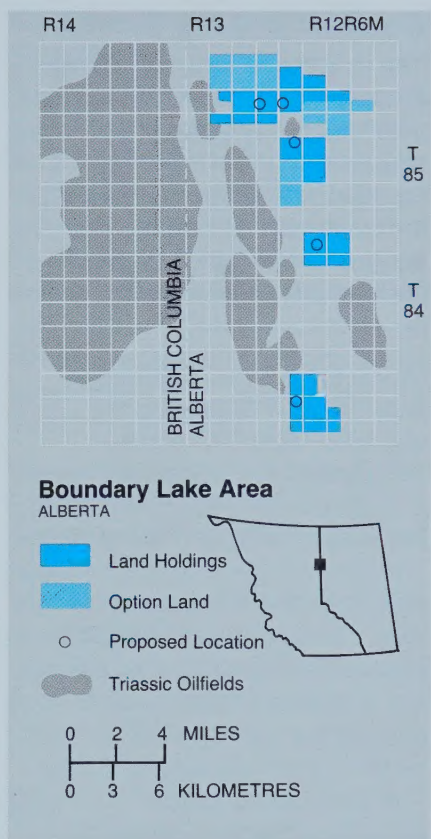 R14 R13 R12R6M
T
85
T
84
BRITISH COLUMBIA
ALBERTA
Boundary Lake Area
ALBERTA
Land Holdings
Option Land
Proposed Location
Triassic Oilfields
0 2 4 MILES
0 3 6 KILOMETRES